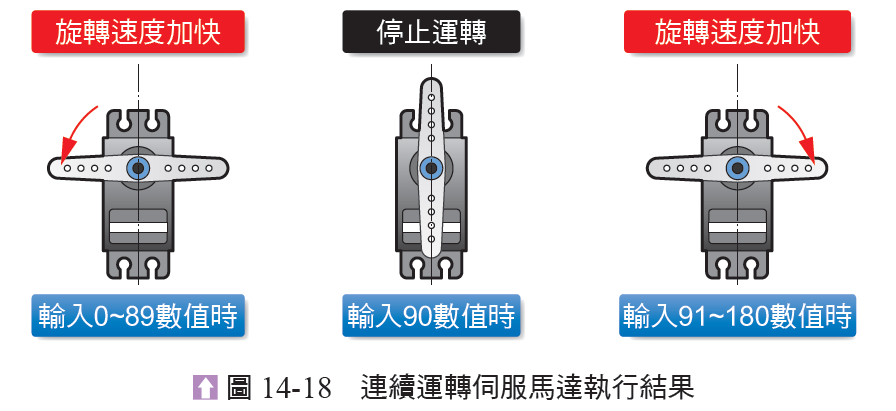 旋轉速度加快
停止運轉
旋轉速度加快
輸入0~89數值時
輸入90數值時
輸入91~180數值時
圖 14-18 連續運轉伺服馬達執行結果